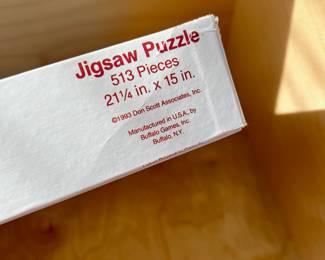 Jigsaw Puzzle
513 Pieces
21¼ in. x 15 in.
©1993 Don Scott Associates, Inc.
Manufactured in U.S.A., by
Buffalo Games, Inc.
Buffalo, N.Y.